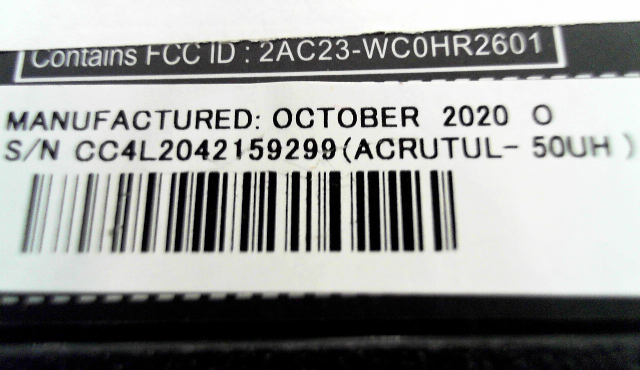 Contains FCC ID : 2AC23-WC0HR2601
MANUFACTURED: OCTOBER 2020 O
S/N CC4L2042159299(ACRUTUL- 50UH )